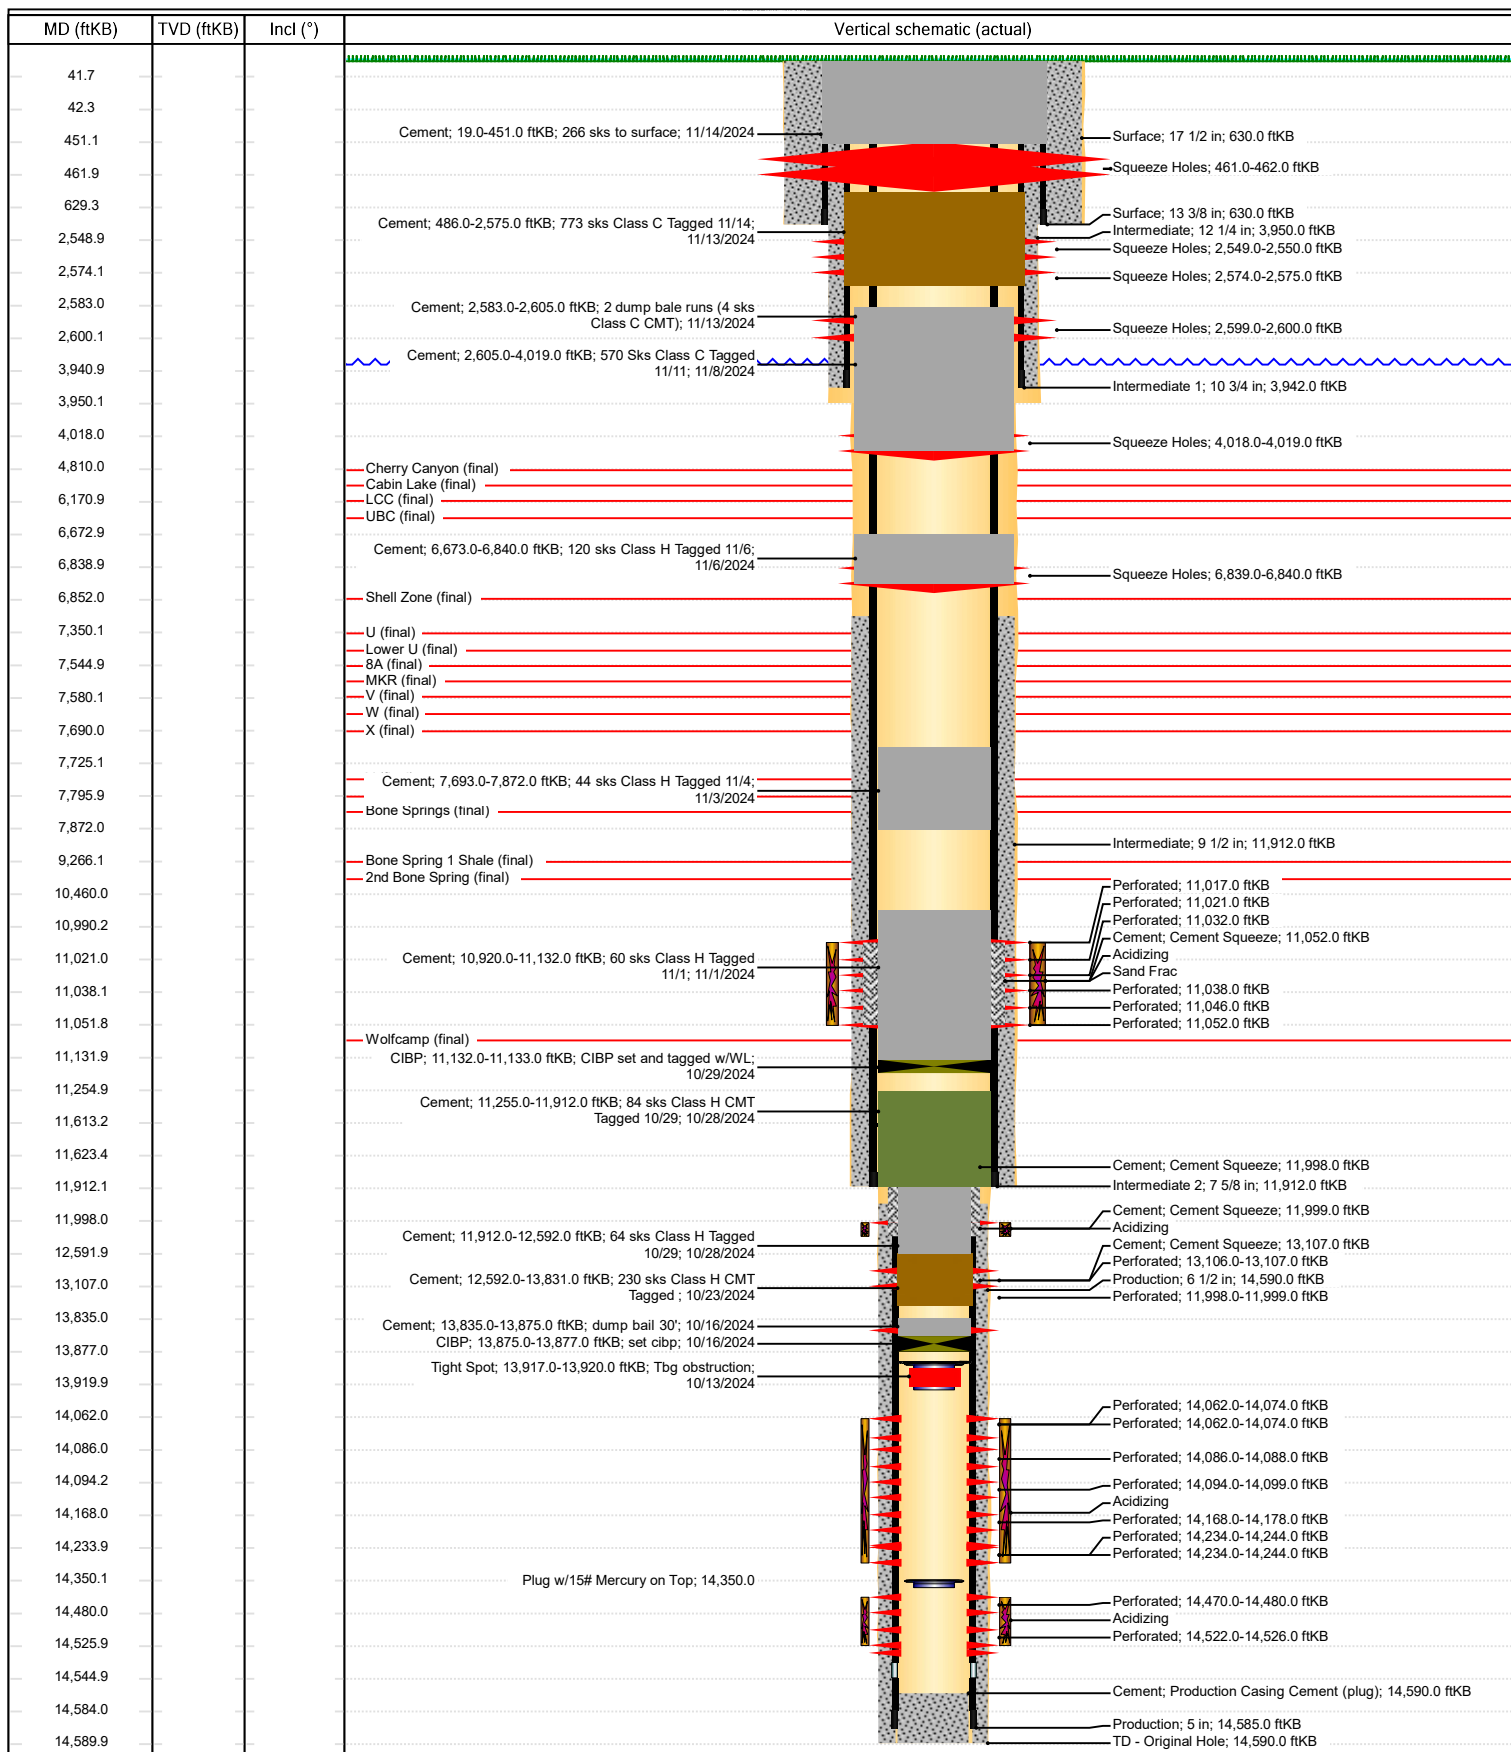 MD (ftKB)
TVD (ftKB)
Incl (°)
Vertical schematic (actual)
41.7
42.3
451.1
461.9
629.3
2,548.9
2,574.1
2,583.0
2,600.1
3,940.9
3,950.1
4,018.0
4,810.0
6,170.9
6,672.9
6,838.9
6,852.0
7,350.1
7,544.9
7,580.1
7,690.0
7,725.1
7,795.9
7,872.0
9,266.1
10,460.0
10,990.2
11,021.0
11,038.1
11,051.8
11,131.9
11,254.9
11,613.2
11,623.4
11,912.1
11,998.0
12,591.9
13,107.0
13,835.0
13,877.0
13,919.9
14,062.0
14,086.0
14,094.2
14,168.0
14,233.9
14,350.1
14,480.0
14,525.9
14,544.9
14,584.0
14,589.9
Cement; 19.0-451.0 ftKB; 266 sks to surface; 11/14/2024
Cement; 486.0-2,575.0 ftKB; 773 sks Class C Tagged 11/14;
11/13/2024
Cement; 2,583.0-2,605.0 ftKB; 2 dump bale runs (4 sks
Class C CMT); 11/13/2024
Cement; 2,605.0-4,019.0 ftKB; 570 Sks Class C Tagged
11/11; 11/8/2024
Cherry Canyon (final)
Cabin Lake (final)
LCC (final)
UBC (final)
Cement; 6,673.0-6,840.0 ftKB; 120 sks Class H Tagged 11/6;
11/6/2024
Shell Zone (final)
U (final)
Lower U (final)
8A (final)
MKR (final)
V (final)
W (final)
X (final)
Cement; 7,693.0-7,872.0 ftKB; 44 sks Class H Tagged 11/4;
11/3/2024
Bone Springs (final)
Bone Spring 1 Shale (final)
2nd Bone Spring (final)
Cement; 10,920.0-11,132.0 ftKB; 60 sks Class H Tagged
11/1; 11/1/2024
Wolfcamp (final)
CIBP; 11,132.0-11,133.0 ftKB; CIBP set and tagged w/WL;
10/29/2024
Cement; 11,255.0-11,912.0 ftKB; 84 sks Class H CMT
Tagged 10/29; 10/28/2024
Cement; 11,912.0-12,592.0 ftKB; 64 sks Class H Tagged
10/29; 10/28/2024
Cement; 12,592.0-13,831.0 ftKB; 230 sks Class H CMT
Tagged ; 10/23/2024
Cement; 13,835.0-13,875.0 ftKB; dump bail 30'; 10/16/2024
CIBP; 13,875.0-13,877.0 ftKB; set cibp; 10/16/2024
Tight Spot; 13,917.0-13,920.0 ftKB; Tbg obstruction;
10/13/2024
Plug w/15# Mercury on Top; 14,350.0
Surface; 17 1/2 in; 630.0 ftKB
Squeeze Holes; 461.0-462.0 ftKB
Surface; 13 3/8 in; 630.0 ftKB
Intermediate; 12 1/4 in; 3,950.0 ftKB
Squeeze Holes; 2,549.0-2,550.0 ftKB
Squeeze Holes; 2,574.0-2,575.0 ftKB
Squeeze Holes; 2,599.0-2,600.0 ftKB
Intermediate 1; 10 3/4 in; 3,942.0 ftKB
Squeeze Holes; 4,018.0-4,019.0 ftKB
Squeeze Holes; 6,839.0-6,840.0 ftKB
Intermediate; 9 1/2 in; 11,912.0 ftKB
Perforated; 11,017.0 ftKB
Perforated; 11,021.0 ftKB
Perforated; 11,032.0 ftKB
Cement; Cement Squeeze; 11,052.0 ftKB
Acidizing
Sand Frac
Perforated; 11,038.0 ftKB
Perforated; 11,046.0 ftKB
Perforated; 11,052.0 ftKB
Cement; Cement Squeeze; 11,998.0 ftKB
Intermediate 2; 7 5/8 in; 11,912.0 ftKB
Cement; Cement Squeeze; 11,999.0 ftKB
Acidizing
Cement; Cement Squeeze; 13,107.0 ftKB
Perforated; 13,106.0-13,107.0 ftKB
Production; 6 1/2 in; 14,590.0 ftKB
Perforated; 11,998.0-11,999.0 ftKB
Perforated; 14,062.0-14,074.0 ftKB
Perforated; 14,062.0-14,074.0 ftKB
Perforated; 14,086.0-14,088.0 ftKB
Perforated; 14,094.0-14,099.0 ftKB
Acidizing
Perforated; 14,168.0-14,178.0 ftKB
Perforated; 14,234.0-14,244.0 ftKB
Perforated; 14,234.0-14,244.0 ftKB
Perforated; 14,470.0-14,480.0 ftKB
Acidizing
Perforated; 14,522.0-14,526.0 ftKB
Cement; Production Casing Cement (plug); 14,590.0 ftKB
Production; 5 in; 14,585.0 ftKB
TD - Original Hole; 14,590.0 ftKB